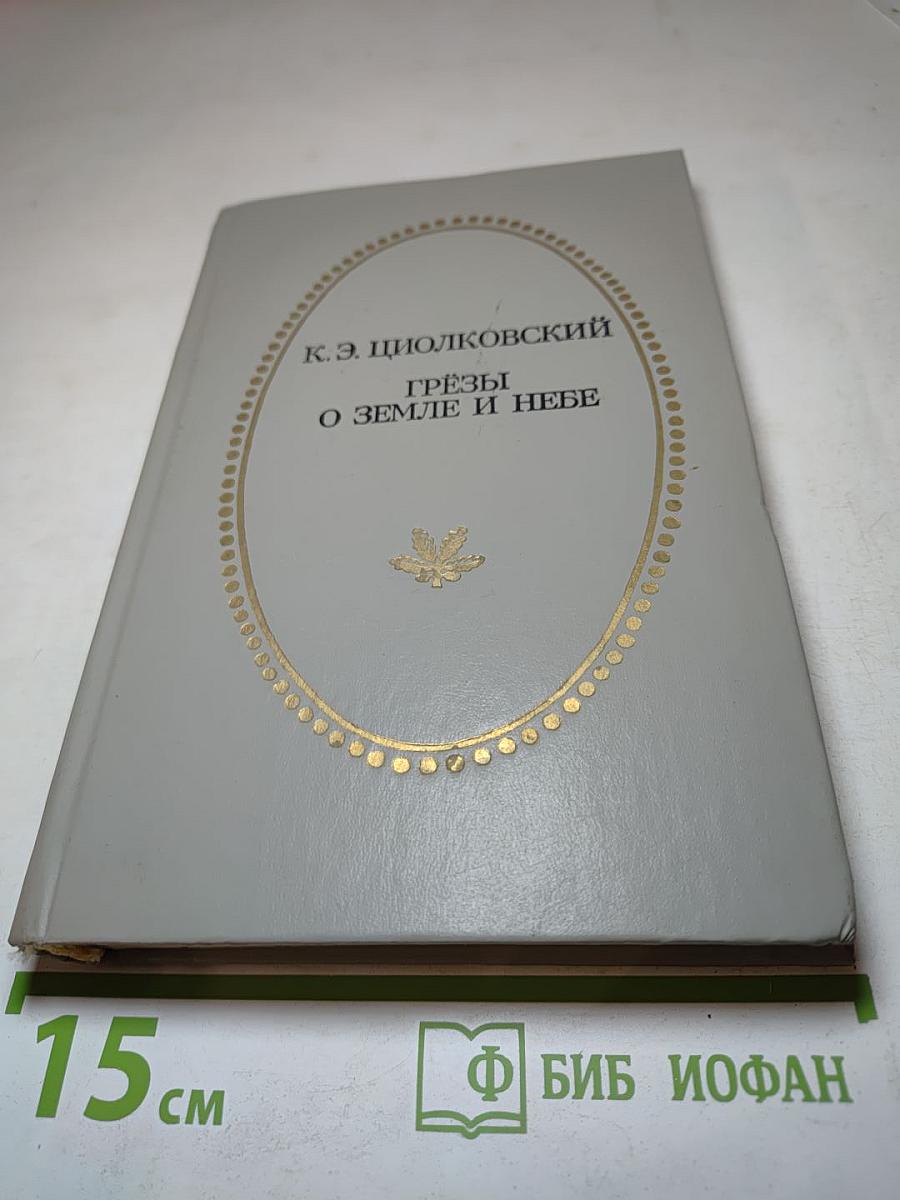 К. Э. ЦИОЛКОВСКИЙ
ГРЁЗЫ
О ЗЕМЛЕ И НЕБЕ
15 см
Ф БИБ ИОФАН